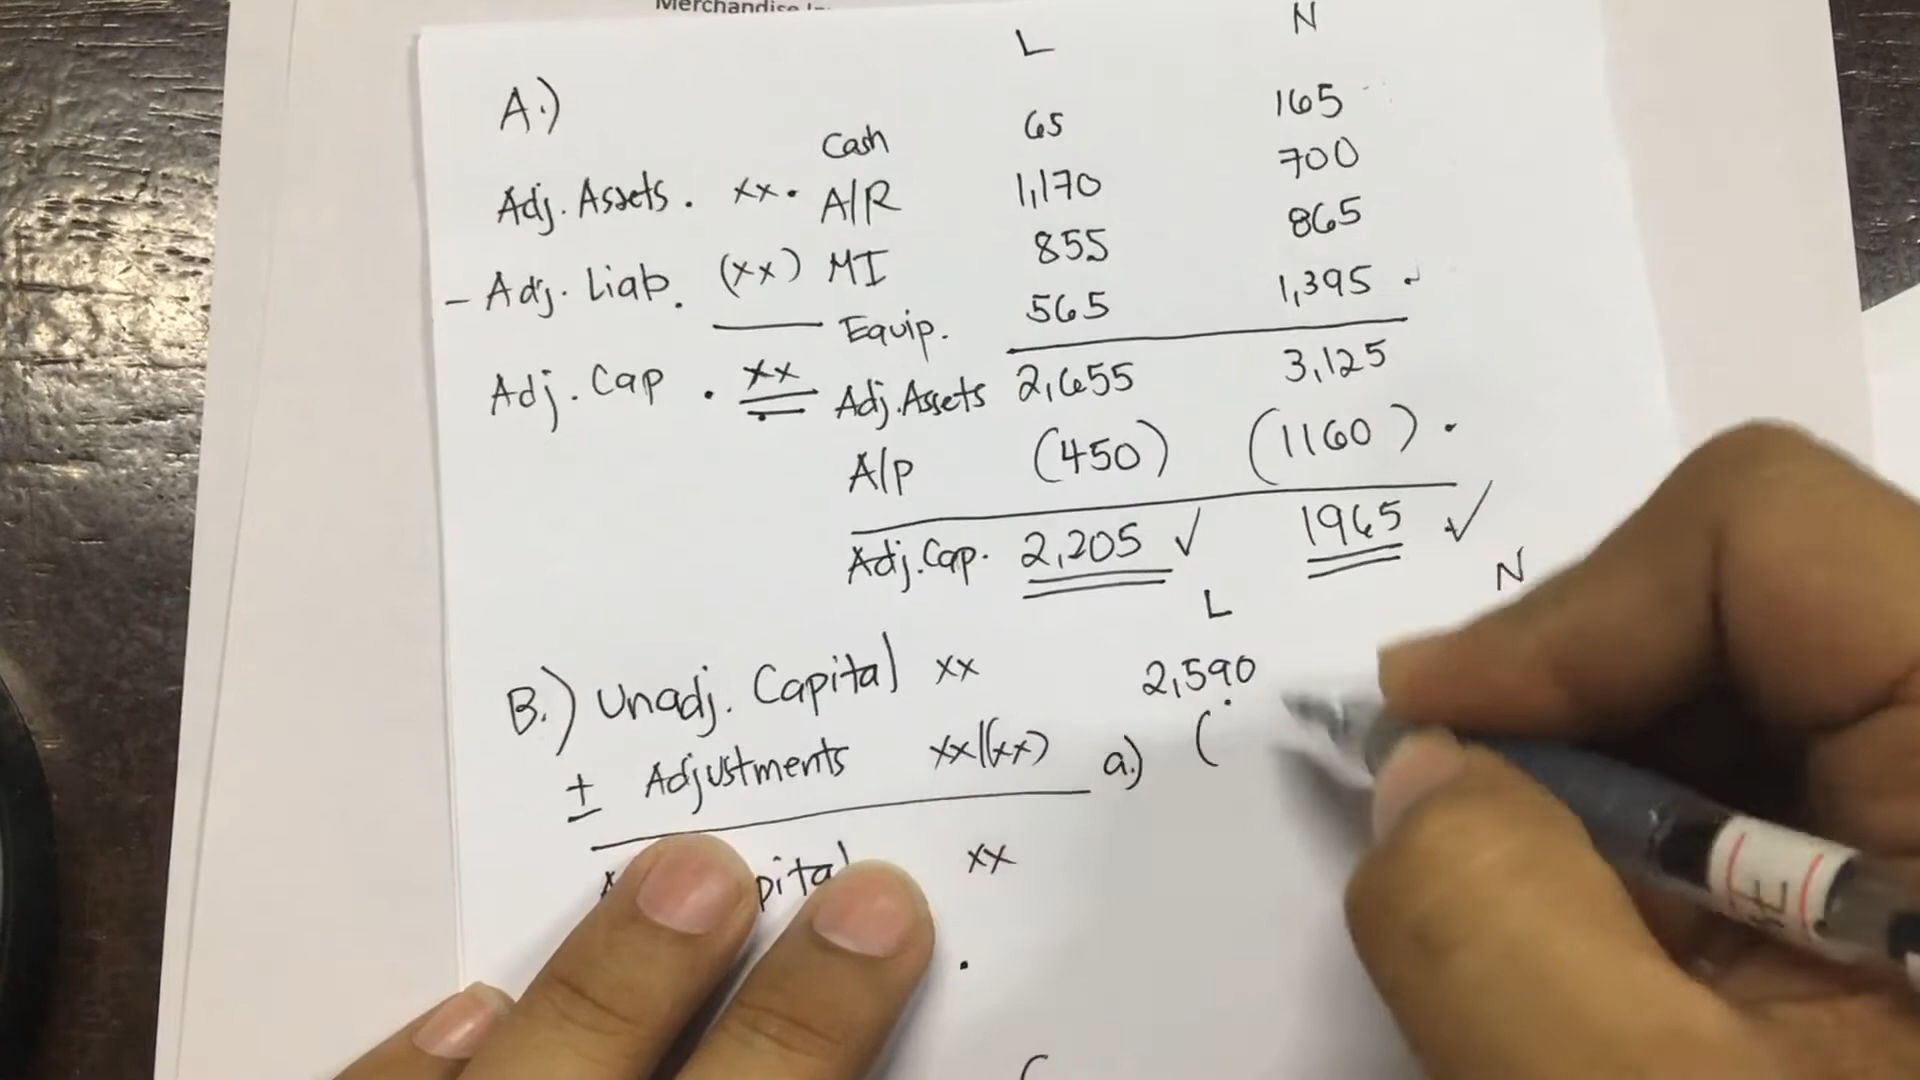 Merchandise
L N
A.)
Cash 65 165
Adj. Assets. xx. A/R 1,170 700
- Adj. Liab. (xx) MI 855 865
Equip. 565 1,395
Adj. Cap. xx Adj. Assets 2,655 3,125
A/P (450) (1160)
Adj. Cap. 2,205 ✓ 1965 ✓
L N
B.) Unadj. Capital xx 2,590
± Adjustments xx/(xx) a.) (
xx